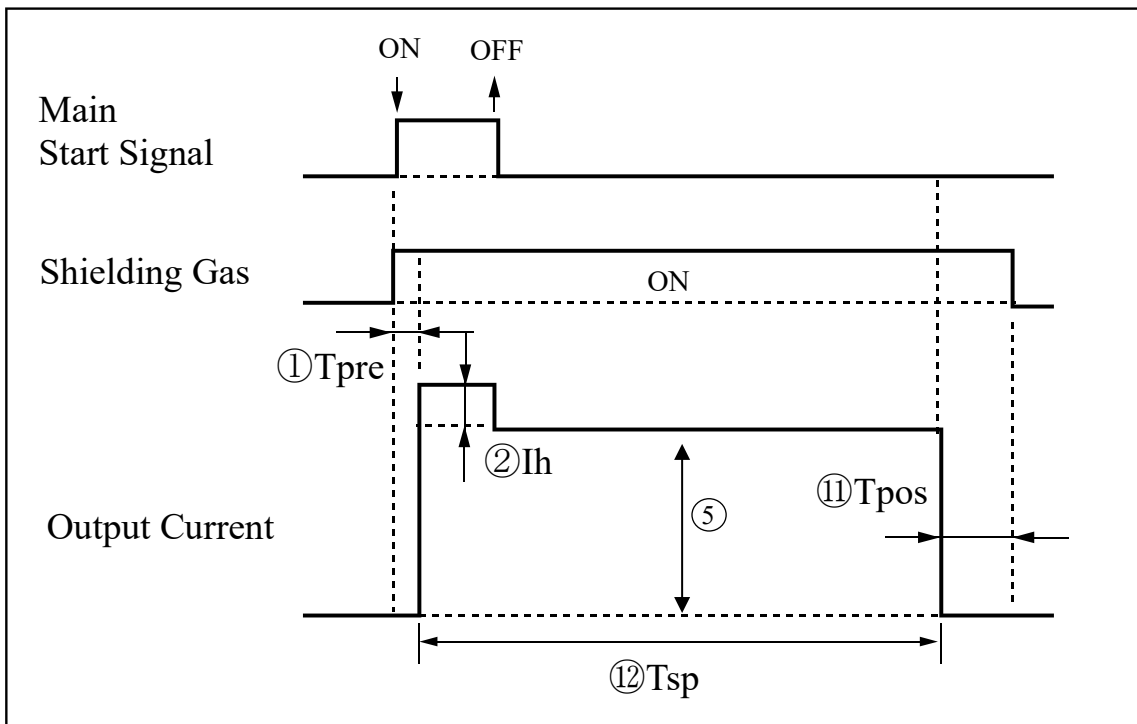 ON OFF
Main
Start Signal
Shielding Gas
ON
①Tpre
②Ih
⑪Tpos
⑤
Output Current
⑫Tsp